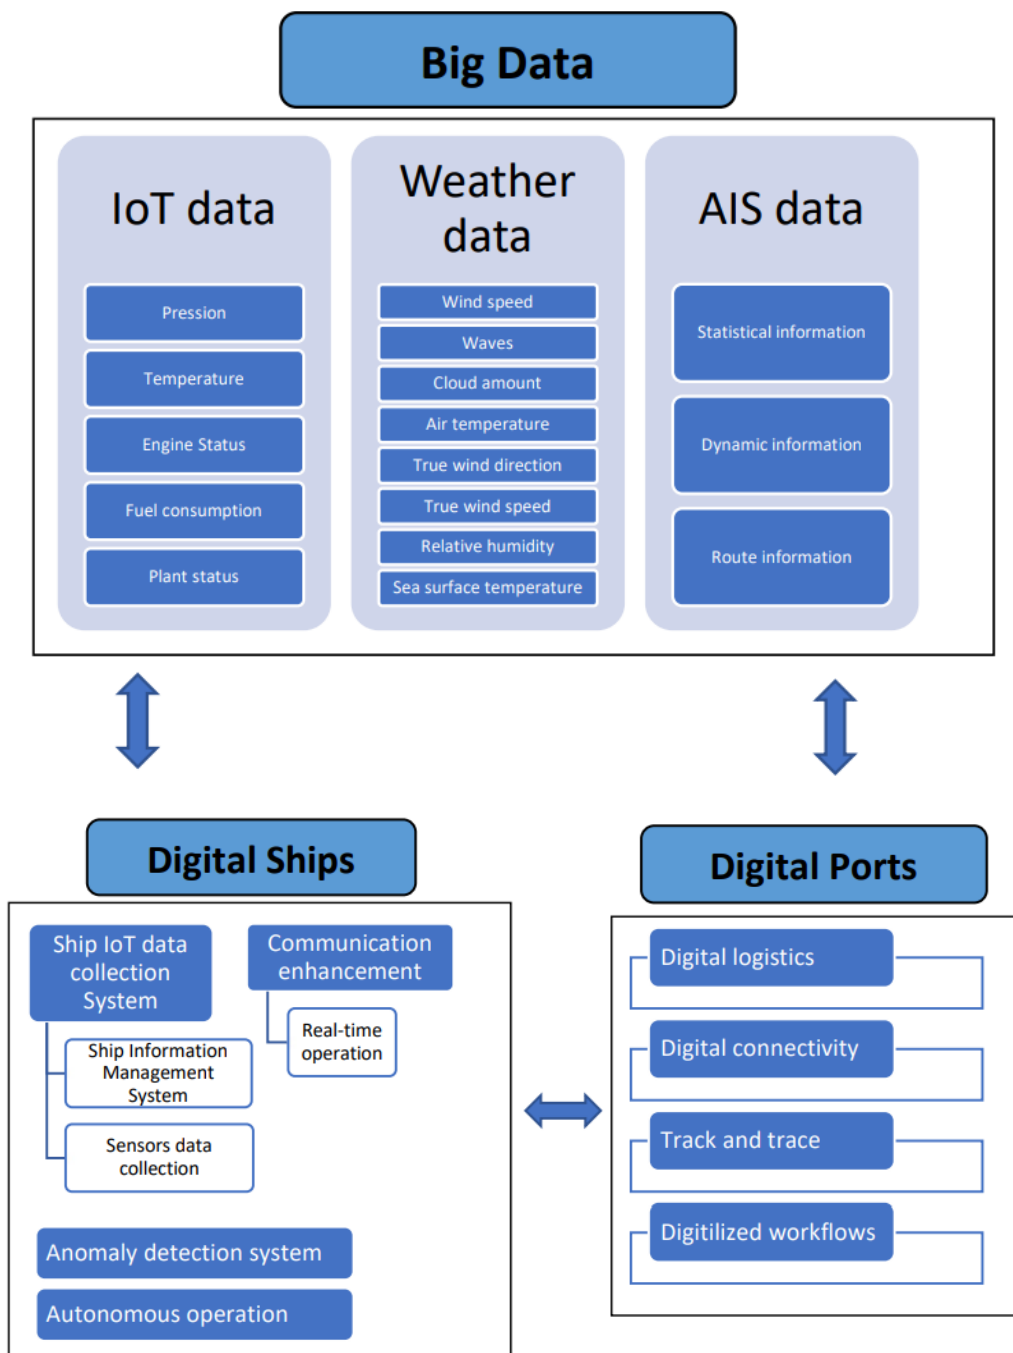 Big Data
IoT data
Pression
Temperature
Engine Status
Fuel consumption
Plant status
Weather
data
Wind speed
Waves
Cloud amount
Air temperature
True wind direction
True wind speed
Relative humidity
Sea surface temperature
AIS data
Statistical information
Dynamic information
Route information
Digital Ships
Ship IoT data
collection
System
Ship Information
Management
System
Sensors data
collection
Communication
enhancement
Real-time
operation
Anomaly detection system
Autonomous operation
Digital Ports
Digital logistics
Digital connectivity
Track and trace
Digitilized workflows